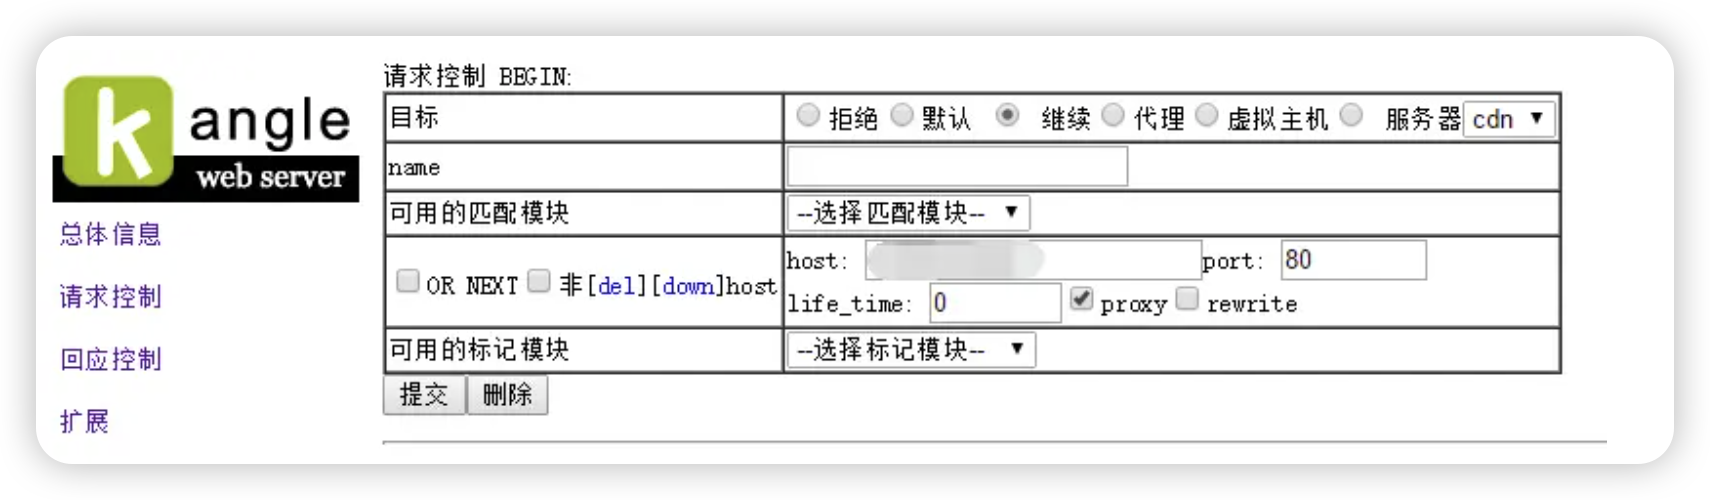 k angle
web server
总体信息
请求控制
回应控制
扩展
请求控制 BEGIN:
目标 拒绝 默认 继续 代理 虚拟主机 服务器 cdn
name
可用的匹配模块 --选择匹配模块--
OR NEXT 非[del][down]host host: port: 80
life_time: 0 proxy rewrite
可用的标记模块 --选择标记模块--
提交 删除